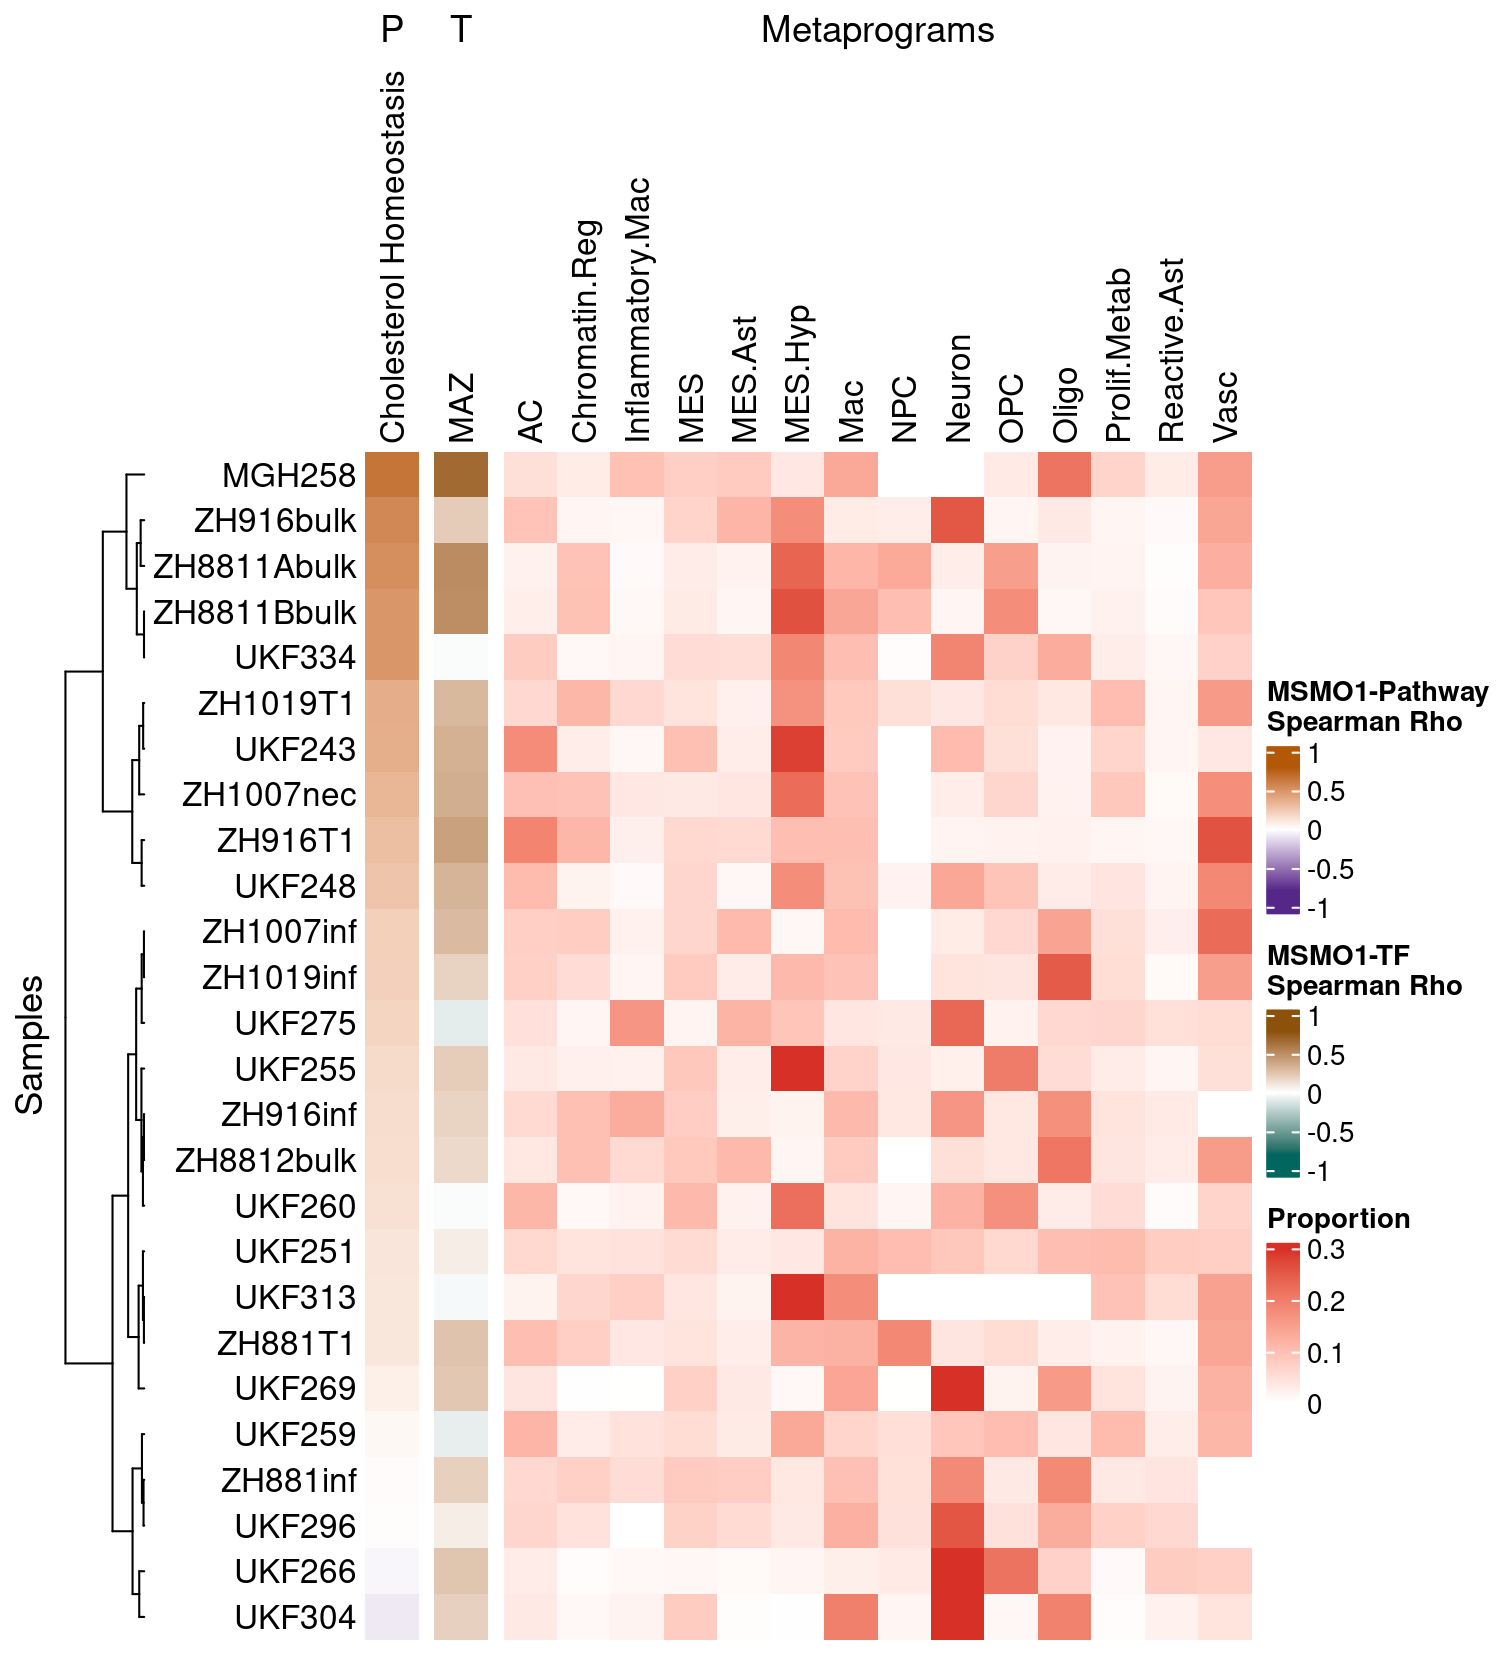 P T Metaprograms
Cholesterol Homeostasis
MAZ
AC
Chromatin.Reg
Inflammatory.Mac
MES
MES.Ast
MES.Hyp
Mac
NPC
Neuron
OPC
Oligo
Prolif.Metab
Reactive.Ast
Vasc
Samples
MGH258
ZH916bulk
ZH8811Abulk
ZH8811Bbulk
UKF334
ZH1019T1
UKF243
ZH1007nec
ZH916T1
UKF248
ZH1007inf
ZH1019inf
UKF275
UKF255
ZH916inf
ZH8812bulk
UKF260
UKF251
UKF313
ZH881T1
UKF269
UKF259
ZH881inf
UKF296
UKF266
UKF304
MSMO1-Pathway
Spearman Rho
1
0.5
0
-0.5
-1
MSMO1-TF
Spearman Rho
1
0.5
0
-0.5
-1
Proportion
0.3
0.2
0.1
0